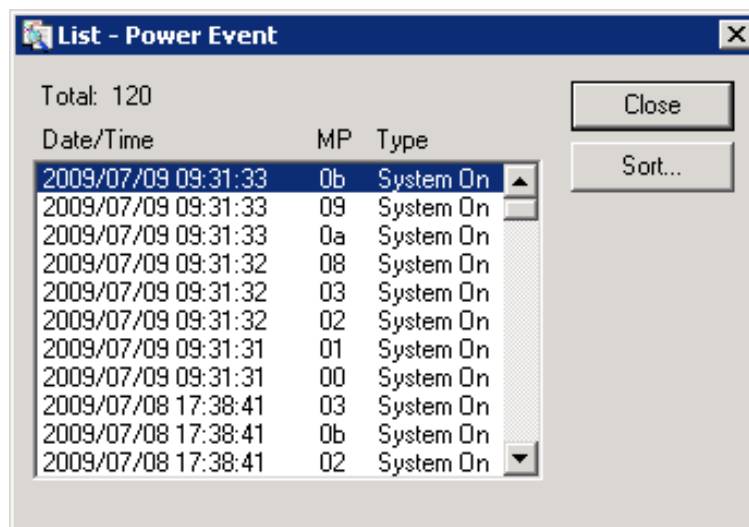 List - Power Event
Total: 120
Close
Date/Time MP Type
Sort...
2009/07/09 09:31:33 0b System On
2009/07/09 09:31:33 09 System On
2009/07/09 09:31:33 0a System On
2009/07/09 09:31:32 08 System On
2009/07/09 09:31:32 03 System On
2009/07/09 09:31:32 02 System On
2009/07/09 09:31:31 01 System On
2009/07/09 09:31:31 00 System On
2009/07/08 17:38:41 03 System On
2009/07/08 17:38:41 0b System On
2009/07/08 17:38:41 02 System On